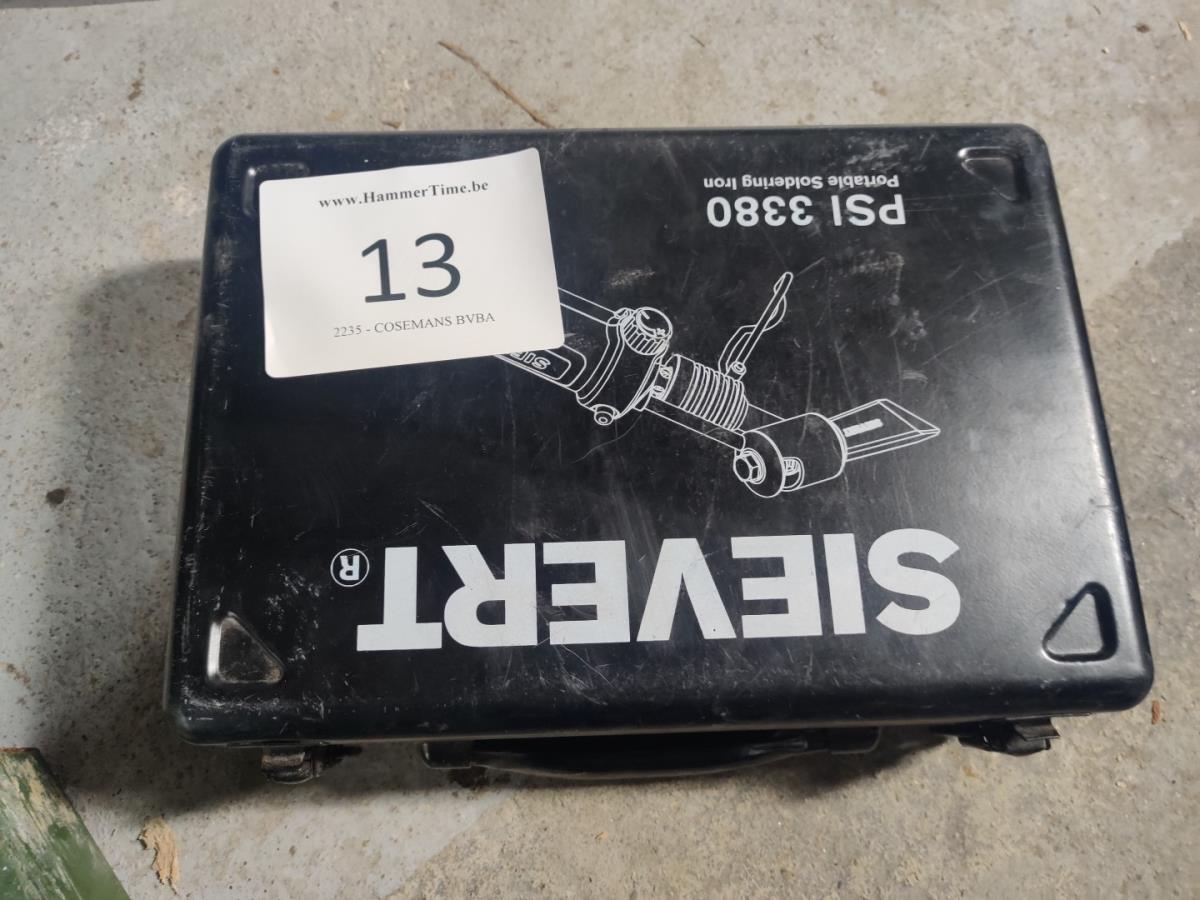 www.HammerTime.be
13
2235 - COSEMANS BVBA
SIEVERT®
PSI 3380
Portable Soldering Iron